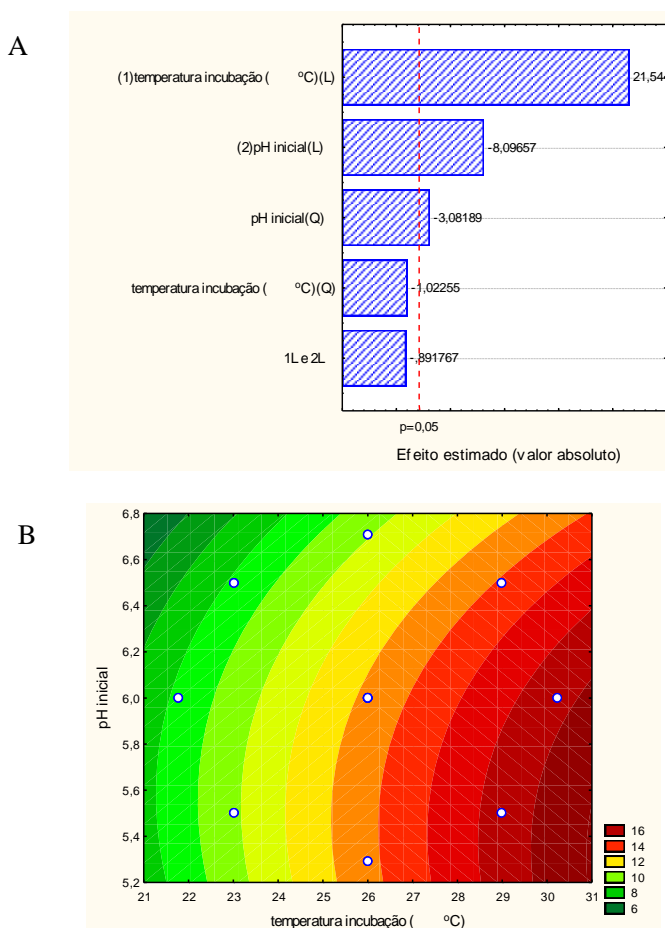 A
(1)temperatura incubação ( ºC)(L)
21,544
(2)pH inicial(L)
-8,09657
pH inicial(Q)
-3,08189
temperatura incubação ( ºC)(Q)
-1,02255
1L e 2L
-,891767
p=0,05
Efeito estimado (valor absoluto)
B
6,8
6,6
6,4
6,2
6,0
5,8
5,6
5,4
5,2
pH inicial
21 22 23 24 25 26 27 28 29 30 31
temperatura incubação ( ºC)
16
14
12
10
8
6